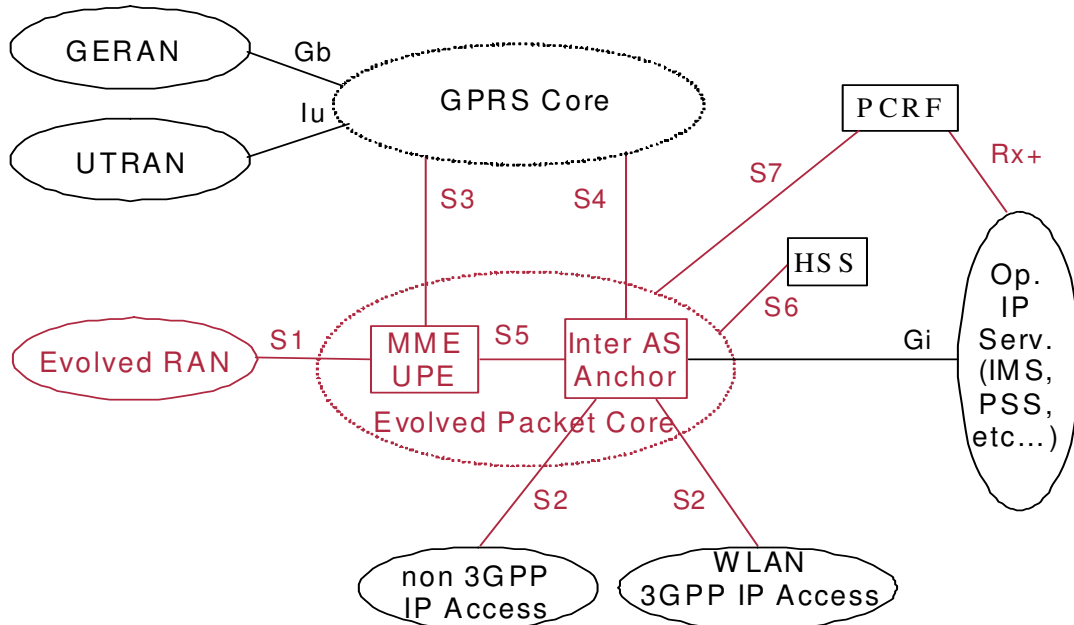 GERAN
Gb
GPRS Core
Iu
UTRAN
PCRF
Rx+
S7
S3
S4
HSS
S6
Op.
IP
Serv.
(IMS,
PSS,
etc...)
Evolved RAN
S1
MME
UPE
S5
Inter AS
Anchor
Gi
Evolved Packet Core
S2
S2
non 3GPP
IP Access
WLAN
3GPP IP Access